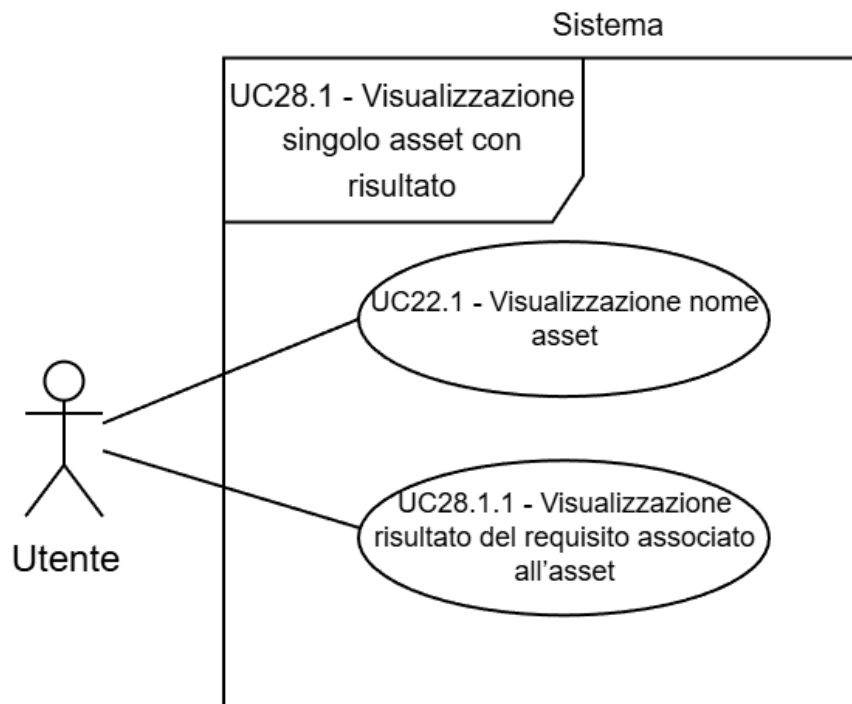 Sistema
UC28.1 - Visualizzazione
singolo asset con
risultato
UC22.1 - Visualizzazione nome
asset
UC28.1.1 - Visualizzazione
risultato del requisito associato
all'asset
Utente